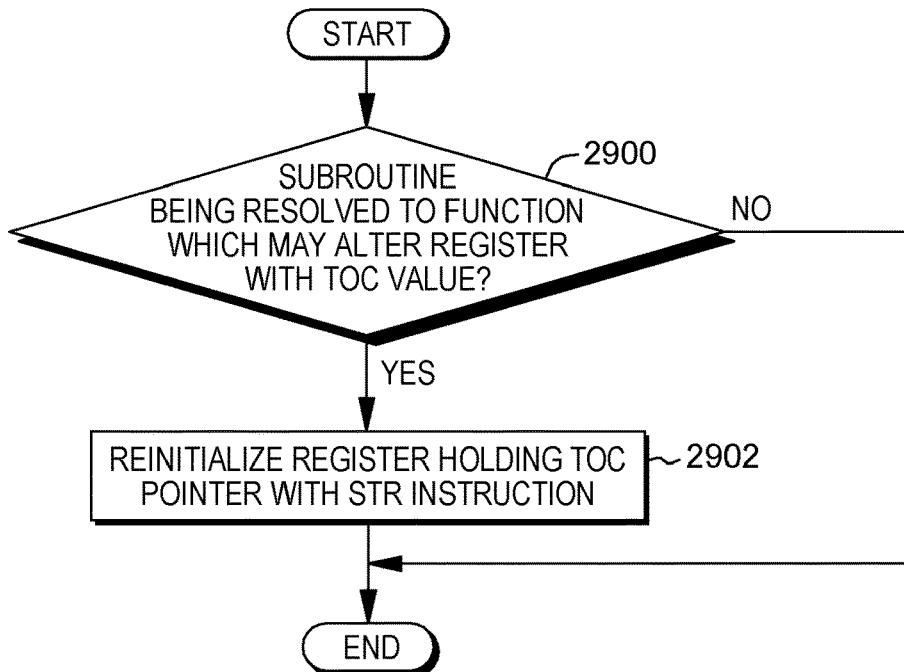 START
2900
SUBROUTINE
BEING RESOLVED TO FUNCTION
WHICH MAY ALTER REGISTER
WITH TOC VALUE?
NO
YES
REINITIALIZE REGISTER HOLDING TOC
POINTER WITH STR INSTRUCTION
2902
END